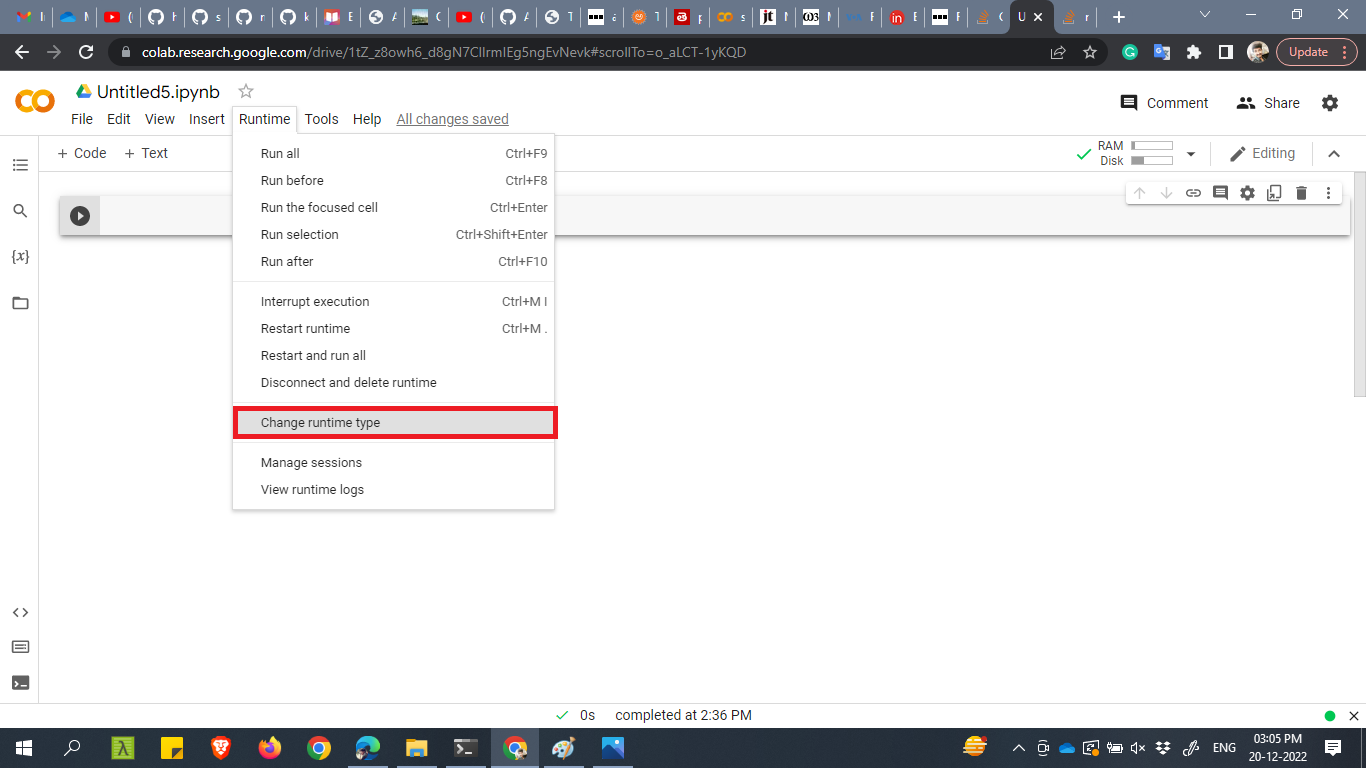 colab.research.google.com/drive/1tZ_z8owh6_d8gN7ClIrmIEg5ngEvNevk#scrollTo=o_aLCT-1yKQD
Update
Untitled5.ipynb
Comment
Share
File Edit View Insert Runtime Tools Help All changes saved
+ Code + Text
RAM
Disk
Editing
Run all Ctrl+F9
Run before Ctrl+F8
Run the focused cell Ctrl+Enter
Run selection Ctrl+Shift+Enter
Run after Ctrl+F10
Interrupt execution Ctrl+M I
Restart runtime Ctrl+M .
Restart and run all
Disconnect and delete runtime
Change runtime type
Manage sessions
View runtime logs
{x}
0s completed at 2:36 PM
ENG
03:05 PM
20-12-2022